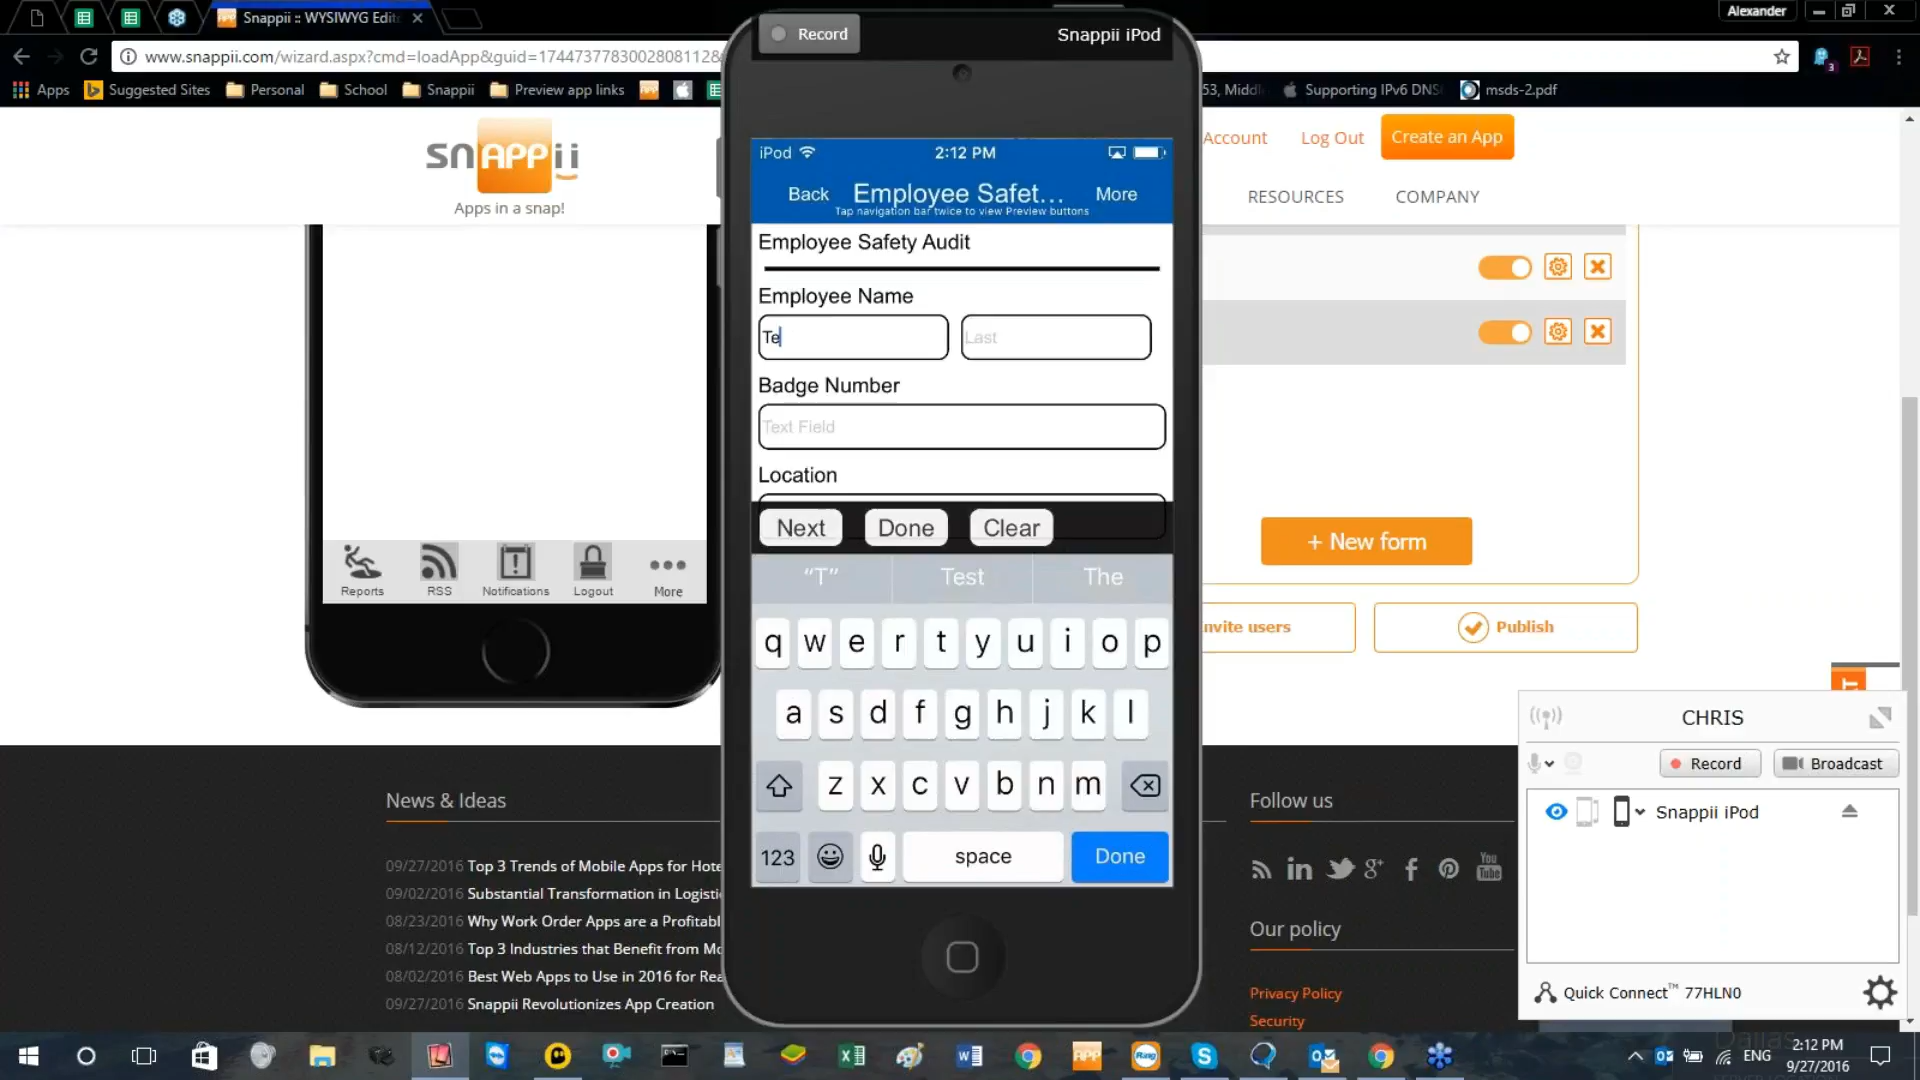 Snappii :: WYSIWYG Edit
Alexander
www.snappii.com/wizard.aspx?cmd=loadApp&guid=17447377830028081128
Apps
Suggested Sites
Personal
School
Snappii
Preview app links
Supporting IPv6 DNS
msds-2.pdf
Record
Snappii iPod
snAPPii
Apps in a snap!
Account
Log Out
Create an App
RESOURCES
COMPANY
iPod
2:12 PM
Back
Employee Safet...
More
Tap navigation bar twice to view Preview buttons
Employee Safety Audit
Employee Name
Te
Last
Badge Number
Text Field
Location
Next
Done
Clear
“T”
Test
The
q w e r t y u i o p
a s d f g h j k l
z x c v b n m
123
space
Done
Reports
RSS
Notifications
Logout
More
+ New form
nvite users
Publish
News & Ideas
09/27/2016 Top 3 Trends of Mobile Apps for Hote
09/02/2016 Substantial Transformation in Logisti
08/23/2016 Why Work Order Apps are a Profitabl
08/12/2016 Top 3 Industries that Benefit from Mo
08/02/2016 Best Web Apps to Use in 2016 for Rea
09/27/2016 Snappii Revolutionizes App Creation
Follow us
You Tube
Our policy
Privacy Policy
Security
CHRIS
Record
Broadcast
Snappii iPod
Quick Connect™ 77HLN0
Dallas
ENG
2:12 PM
9/27/2016